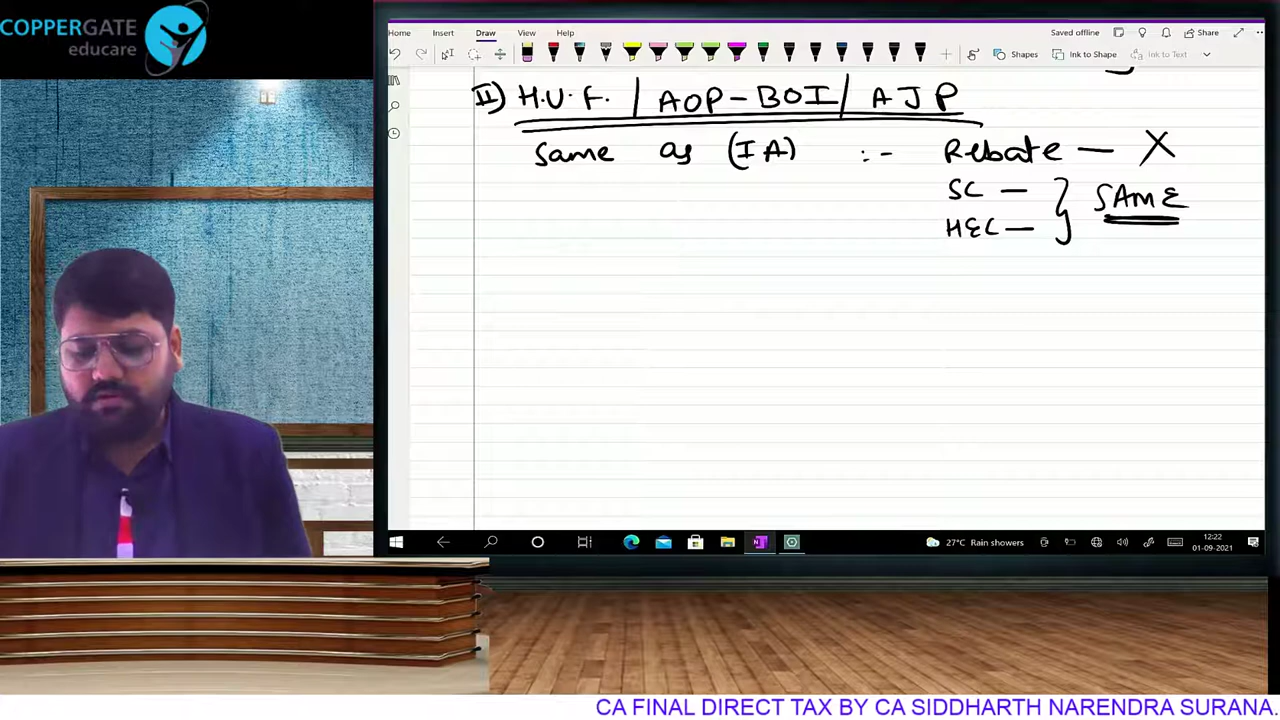 COPPERGATE
educare
Home Insert Draw View Help
Saved offline
Share
Shapes
Ink to Shape
Ink to Text
II) H.U.F. / AOP-BOI / AJP
Same as (IA) :- Rebate — X
SC —
HEC —
} SAME
27°C Rain showers
12:22
01-09-2021
CA FINAL DIRECT TAX BY CA SIDDHARTH NARENDRA SURANA.